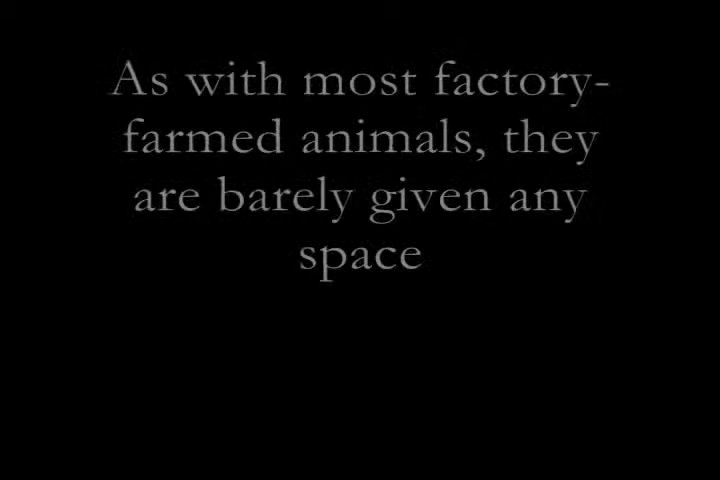 As with most factory-
farmed animals, they
are barely given any
space